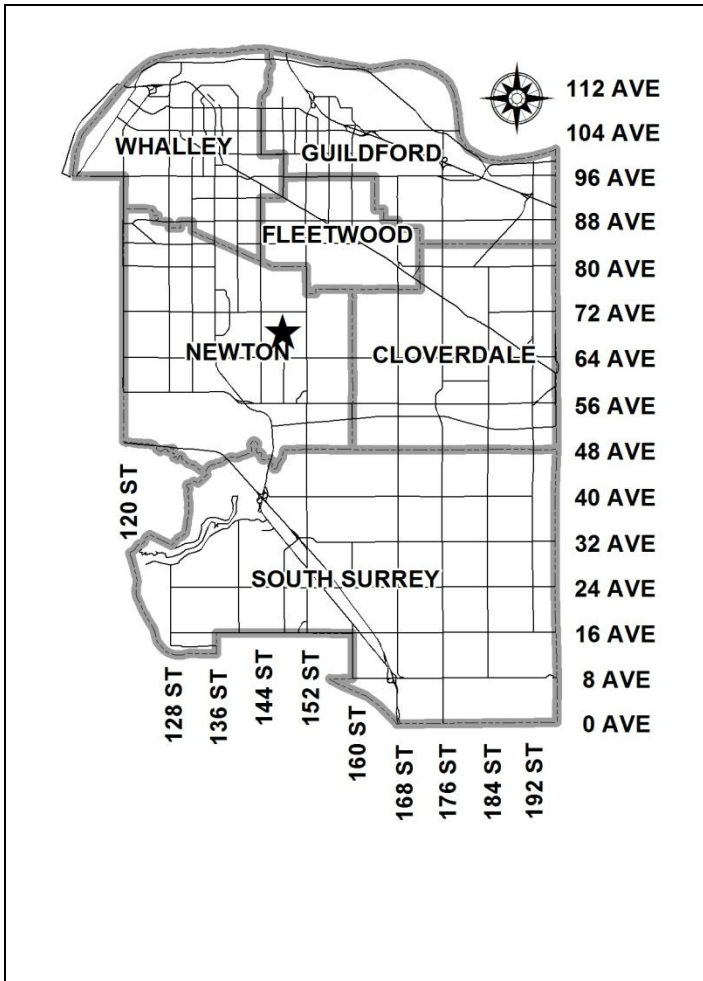 112 AVE
104 AVE
WHALLEY
GUILDFORD
96 AVE
88 AVE
FLEETWOOD
80 AVE
72 AVE
NEWTON
CLOVERDALE
64 AVE
56 AVE
48 AVE
120 ST
40 AVE
32 AVE
SOUTH SURREY
24 AVE
16 AVE
128 ST
136 ST
144 ST
152 ST
160 ST
8 AVE
0 AVE
168 ST
176 ST
184 ST
192 ST